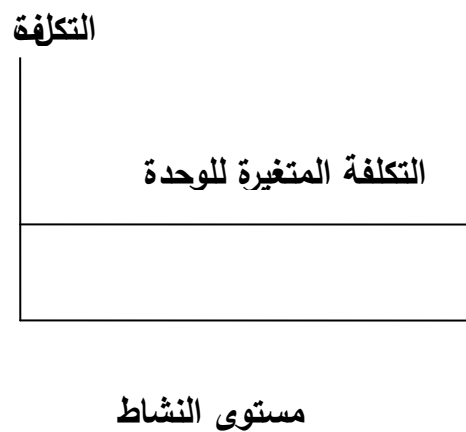 التكلفة
التكلفة المتغيرة للوحدة
مستوى النشاط